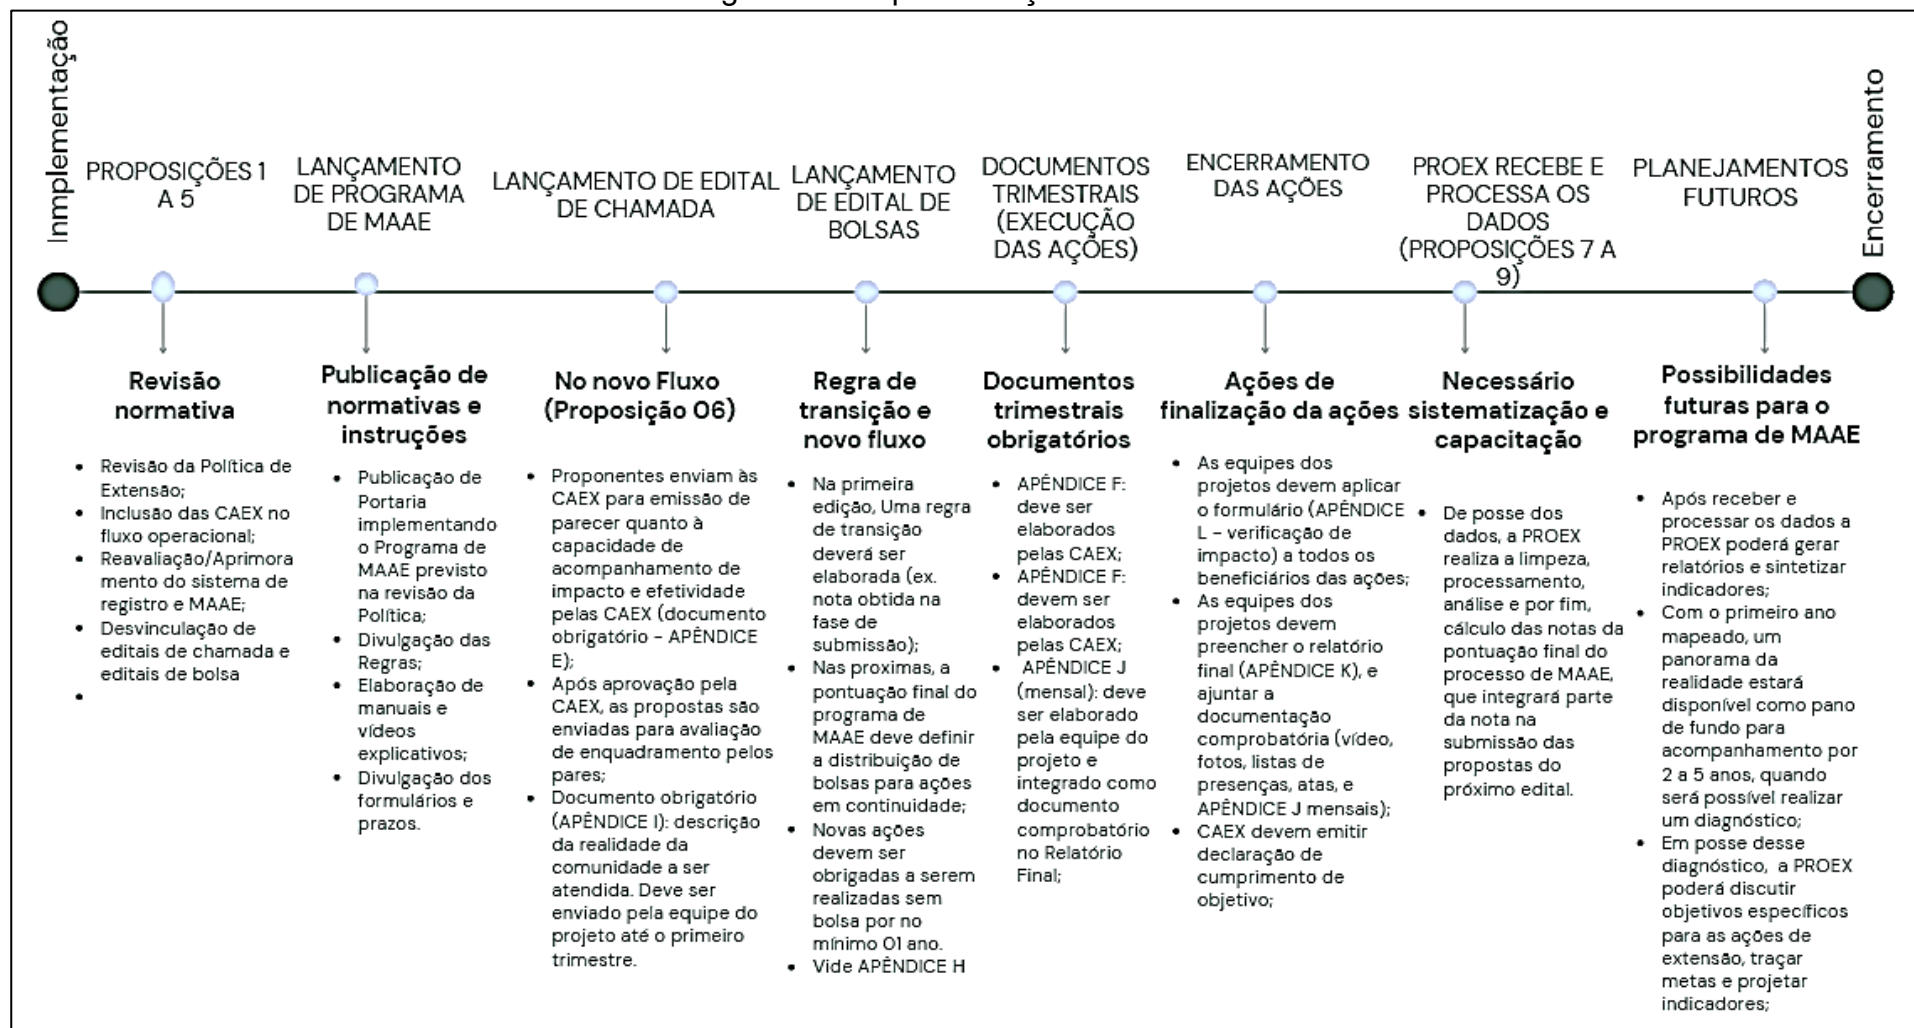 Inmplementação
PROPOSIÇÕES 1
A 5
LANÇAMENTO
DE PROGRAMA
DE MAAE
LANÇAMENTO DE EDITAL
DE CHAMADA
LANÇAMENTO
DE EDITAL DE
BOLSAS
DOCUMENTOS
TRIMESTRAIS
(EXECUÇÃO
DAS AÇÕES)
ENCERRAMENTO
DAS AÇÕES
PROEX RECEBE E
PROCESSA OS
DADOS
(PROPOSIÇÕES 7 A
9)
PLANEJAMENTOS
FUTUROS
Encerramento
Revisão
normativa
• Revisão da Política de
Extensão;
• Inclusão das CAEX no
fluxo operacional;
• Reavaliação/Aprimora
mento do sistema de
registro e MAAE;
• Desvinculação de
editais de chamada e
editais de bolsa
•
Publicação de
normativas e
instruções
• Publicação de
Portaria
implementando
o Programa de
MAAE previsto
na revisão da
Política;
• Divulgação das
Regras;
• Elaboração de
manuais e
vídeos
explicativos;
• Divulgação dos
formulários e
prazos.
No novo Fluxo
(Proposição 06)
• Proponentes enviam às
CAEX para emissão de
parecer quanto à
capacidade de
acompanhamento de
impacto e efetividade
pelas CAEX (documento
obrigatório – APÊNDICE
E);
• Após aprovação pela
CAEX, as propostas são
enviadas para avaliação
de enquadramento pelos
pares;
• Documento obrigatório
(APÊNDICE I): descrição
da realidade da
comunidade a ser
atendida. Deve ser
enviado pela equipe do
projeto até o primeiro
trimestre.
Regra de
transição e
novo fluxo
• Na primeira
edição, Uma regra
de transição
deverá ser
elaborada (ex.
nota obtida na
fase de
submissão);
• Nas proximas, a
pontuação final do
programa de
MAAE deve definir
a distribuição de
bolsas para ações
em continuidade;
• Novas ações
devem ser
obrigadas a serem
realizadas sem
bolsa por no
mínimo 01 ano.
• Vide APÊNDICE H
Documentos
trimestrais
obrigatórios
• APÊNDICE F:
deve ser
elaborados
pelas CAEX;
• APÊNDICE F:
devem ser
elaborados
pelas CAEX;
• APÊNDICE J
(mensal): deve
ser elaborado
pela equipe do
projeto e
integrado como
documento
comprobatório
no Relatório
Final;
Ações de
finalização da ações
• As equipes dos
projetos devem aplicar
o formulário (APÊNDICE
L – verificação de
impacto) a todos os
beneficiários das ações;
• As equipes dos
projetos devem
preencher o relatório
final (APÊNDICE K), e
ajuntar a
documentação
comprobatória (vídeo,
fotos, listas de
presenças, atas, e
APÊNDICE J mensais);
• CAEX devem emitir
declaração de
cumprimento de
objetivo;
Necessário
sistematização e
capacitação
• De posse dos
dados, a PROEX
realiza a limpeza,
processamento,
análise e por fim,
cálculo das notas da
pontuação final do
processo de MAAE,
que integrará parte
da nota na
submissão das
propostas do
próximo edital.
Possibilidades
futuras para o
programa de MAAE
• Após receber e
processar os dados a
PROEX poderá gerar
relatórios e sintetizar
indicadores;
• Com o primeiro ano
mapeado, um
panorama da
realidade estará
disponível como pano
de fundo para
acompanhamento por
2 a 5 anos, quando
será possível realizar
um diagnóstico;
• Em posse desse
diagnóstico, a PROEX
poderá discutir
objetivos específicos
para as ações de
extensão, traçar
metas e projetar
indicadores;